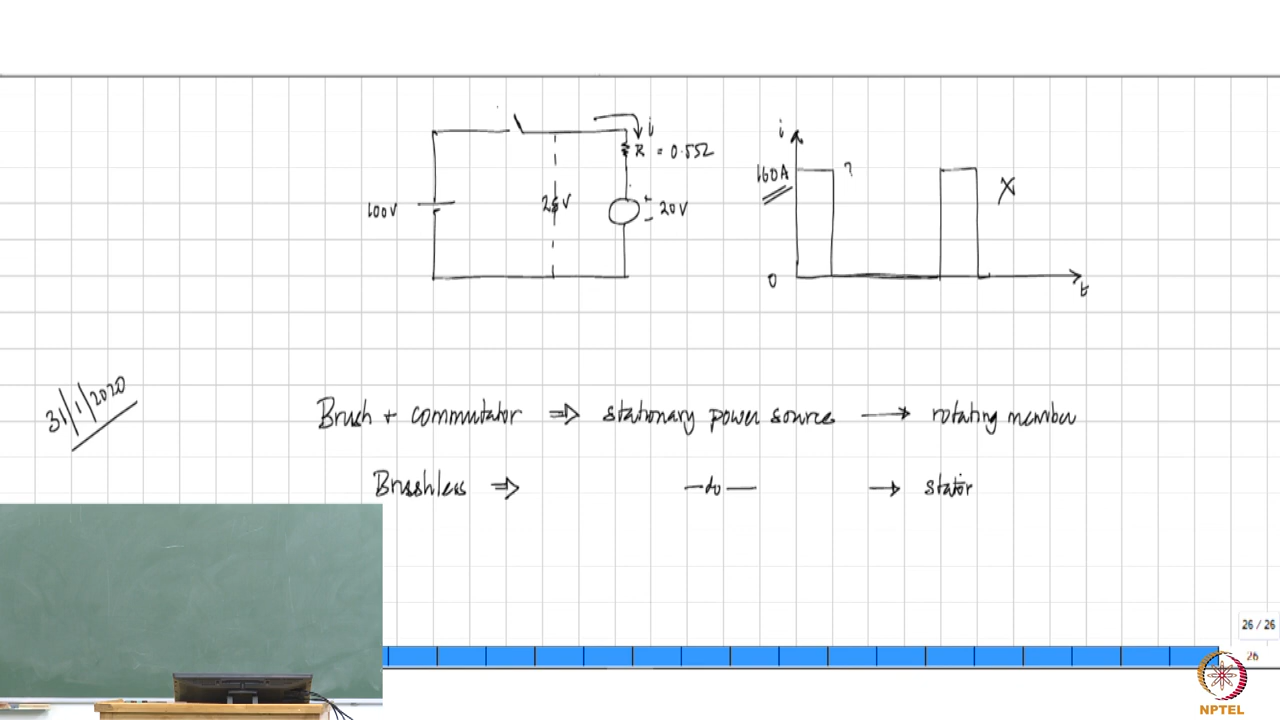 i
R = 0.5Ω
100V
25V
+
-
20V
i
160A
?
X
0
t
31/1/2020
Brush + commutator ⇒ stationary power source → rotating member
Brushless ⇒ —do— → stator
26 / 26
26
NPTEL